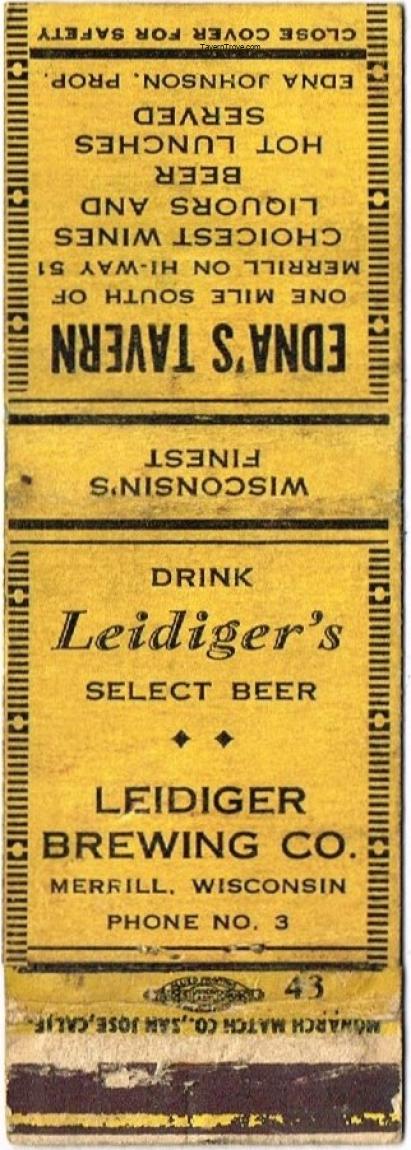 TavernTrove.com
CLOSE COVER FOR SAFETY
EDNA'S TAVERN
ONE MILE SOUTH OF
MERRILL ON HI-WAY 51
CHOICEST WINES
LIQUORS AND
BEER
HOT LUNCHES
SERVED
EDNA JOHNSON, PROP.
WISCONSIN'S
FINEST
DRINK
Leidiger's
SELECT BEER
LEIDIGER
BREWING CO.
MERRILL, WISCONSIN
PHONE NO. 3
43
MONARCH MATCH CO., SAN JOSE, CALIF.